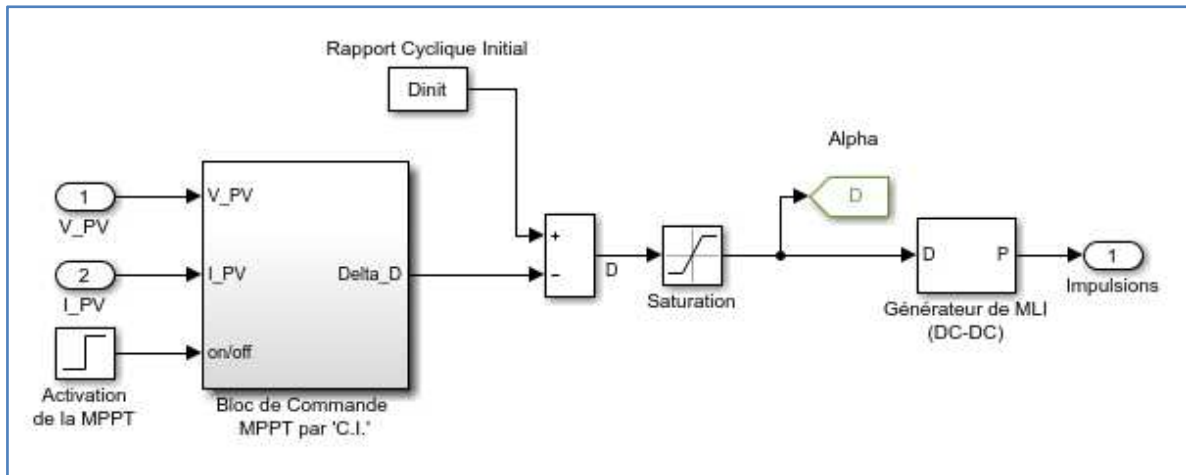 Rapport Cyclique Initial
Dinit
Alpha
D
1
V_PV
V_PV
2
I_PV
I_PV
Delta_D
on/off
Activation
de la MPPT
Bloc de Commande
MPPT par 'C.I.'
+
−
D
Saturation
D
P
Générateur de MLI
(DC-DC)
1
Impulsions